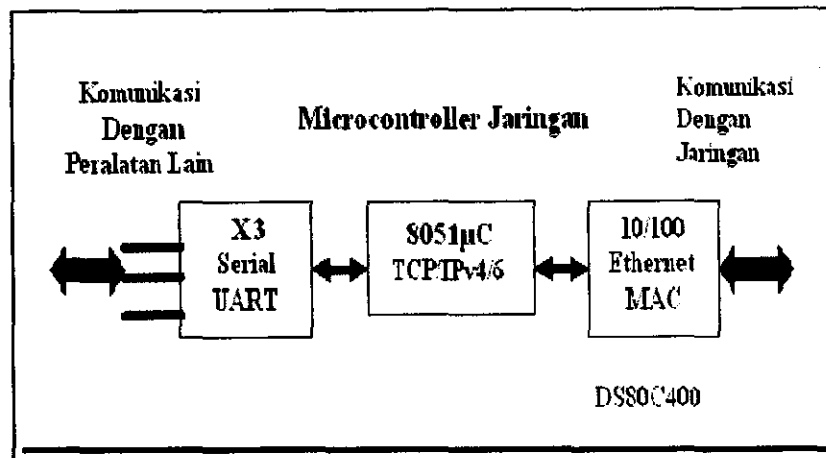 Komunikasi
Dengan
Peralatan Lain
Microcontroller Jaringan
Komunikasi
Dengan
Jaringan
X3
Serial
UART
8051µC
TCP/IPv4/6
10/100
Ethernet
MAC
DS80C400